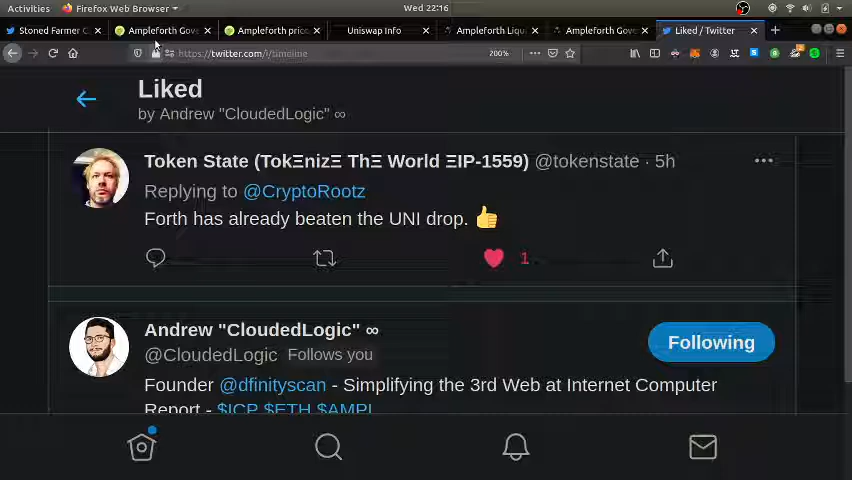 Activities Firefox Web Browser Wed 22:16
Stoned Farmer C Ampleforth Gove Ampleforth price Uniswap Info Ampleforth Liqu Ampleforth Gov Liked / Twitter
https://twitter.com/i/timeline 200%
Liked
by Andrew "CloudedLogic" ∞
Token State (TokΞnizΞ ThΞ World ΞIP-1559) @tokenstate · 5h
Replying to @CryptoRootz
Forth has already beaten the UNI drop. 👍
1
Andrew "CloudedLogic" ∞
@CloudedLogic Follows you
Following
Founder @dfinityscan - Simplifying the 3rd Web at Internet Computer
Report - $ICP $ETH $AMPL